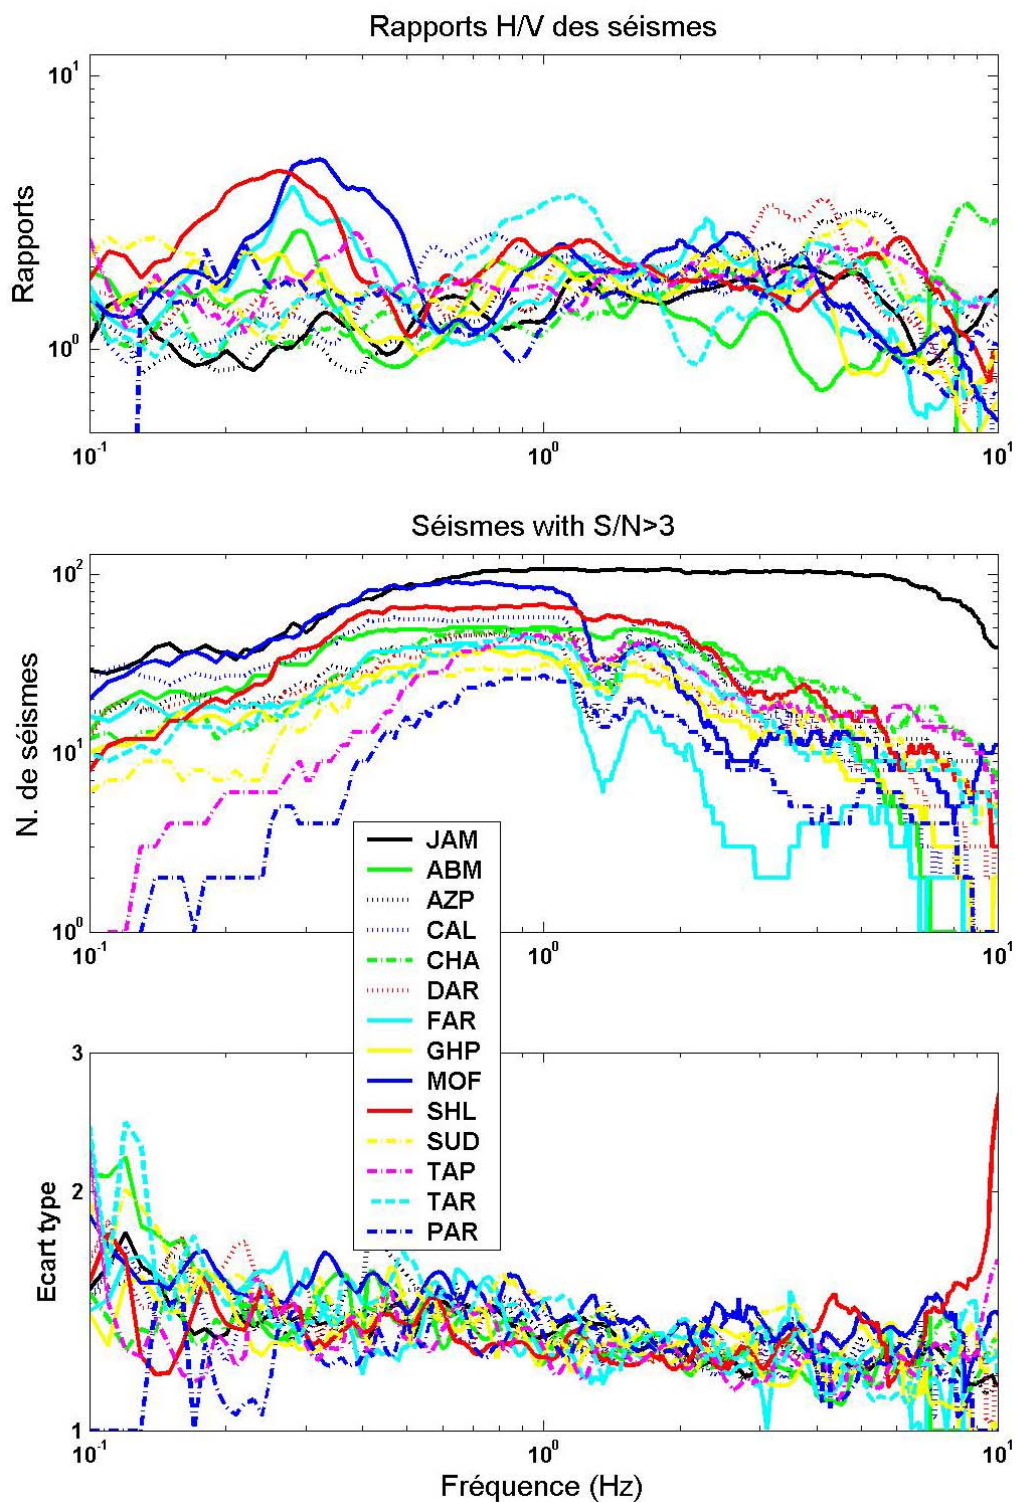 Rapports H/V des séismes
Rapports
10^1
10^0
10^-1
10^0
10^1
Séismes with S/N>3
N. de séismes
10^2
10^1
10^0
10^-1
10^0
10^1
JAM
ABM
AZP
CAL
CHA
DAR
FAR
GHP
MOF
SHL
SUD
TAP
TAR
PAR
Ecart type
3
2
1
10^-1
10^0
10^1
Fréquence (Hz)